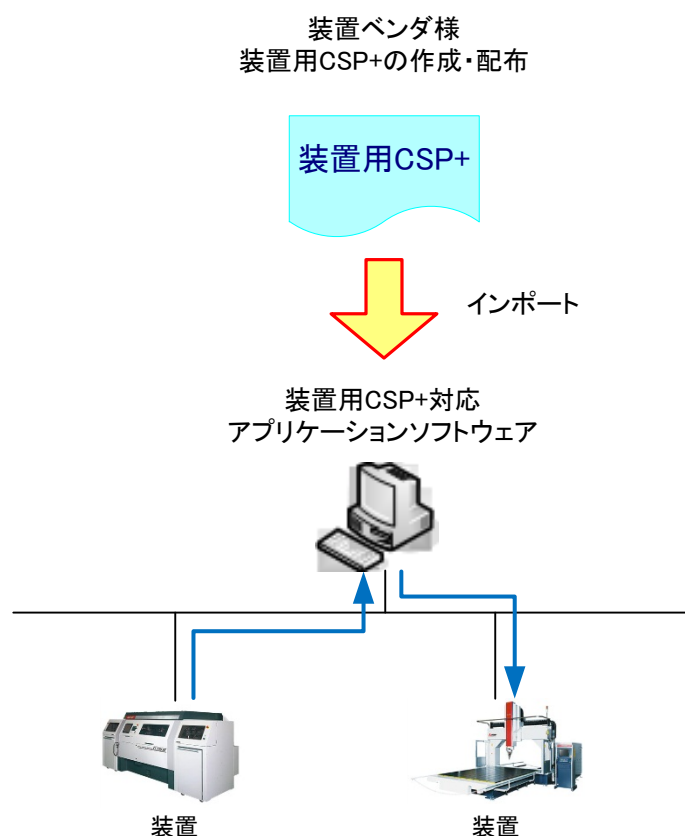 装置ベンダ様
装置用CSP+の作成・配布
装置用CSP+
インポート
装置用CSP+対応
アプリケーションソフトウェア
装置
装置